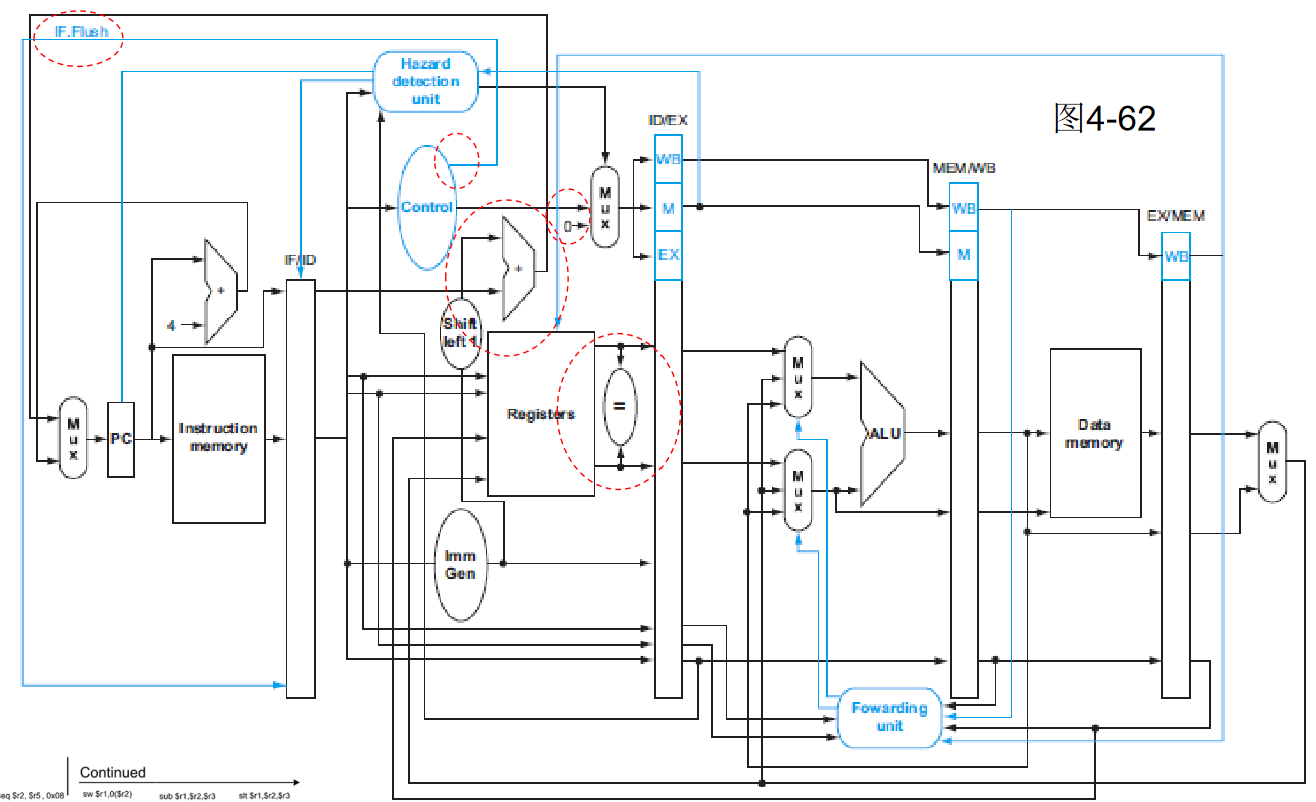 IF.Flush
Hazard
detection
unit
图4-62
ID/EX
WB
M
EX
MEM/WB
WB
M
EX/MEM
WB
Control
0
M
u
x
+
IF/ID
+
4
Shift
left 1
M
u
x
PC
Instruction
memory
Registers
=
M
u
x
M
u
x
ALU
Data
memory
M
u
x
Imm
Gen
Fowarding
unit
Continued
eq $r2, $r5, 0x08
sw $r1,0($r2)
sub $r1,$r2,$r3
slt $r1,$r2,$r3